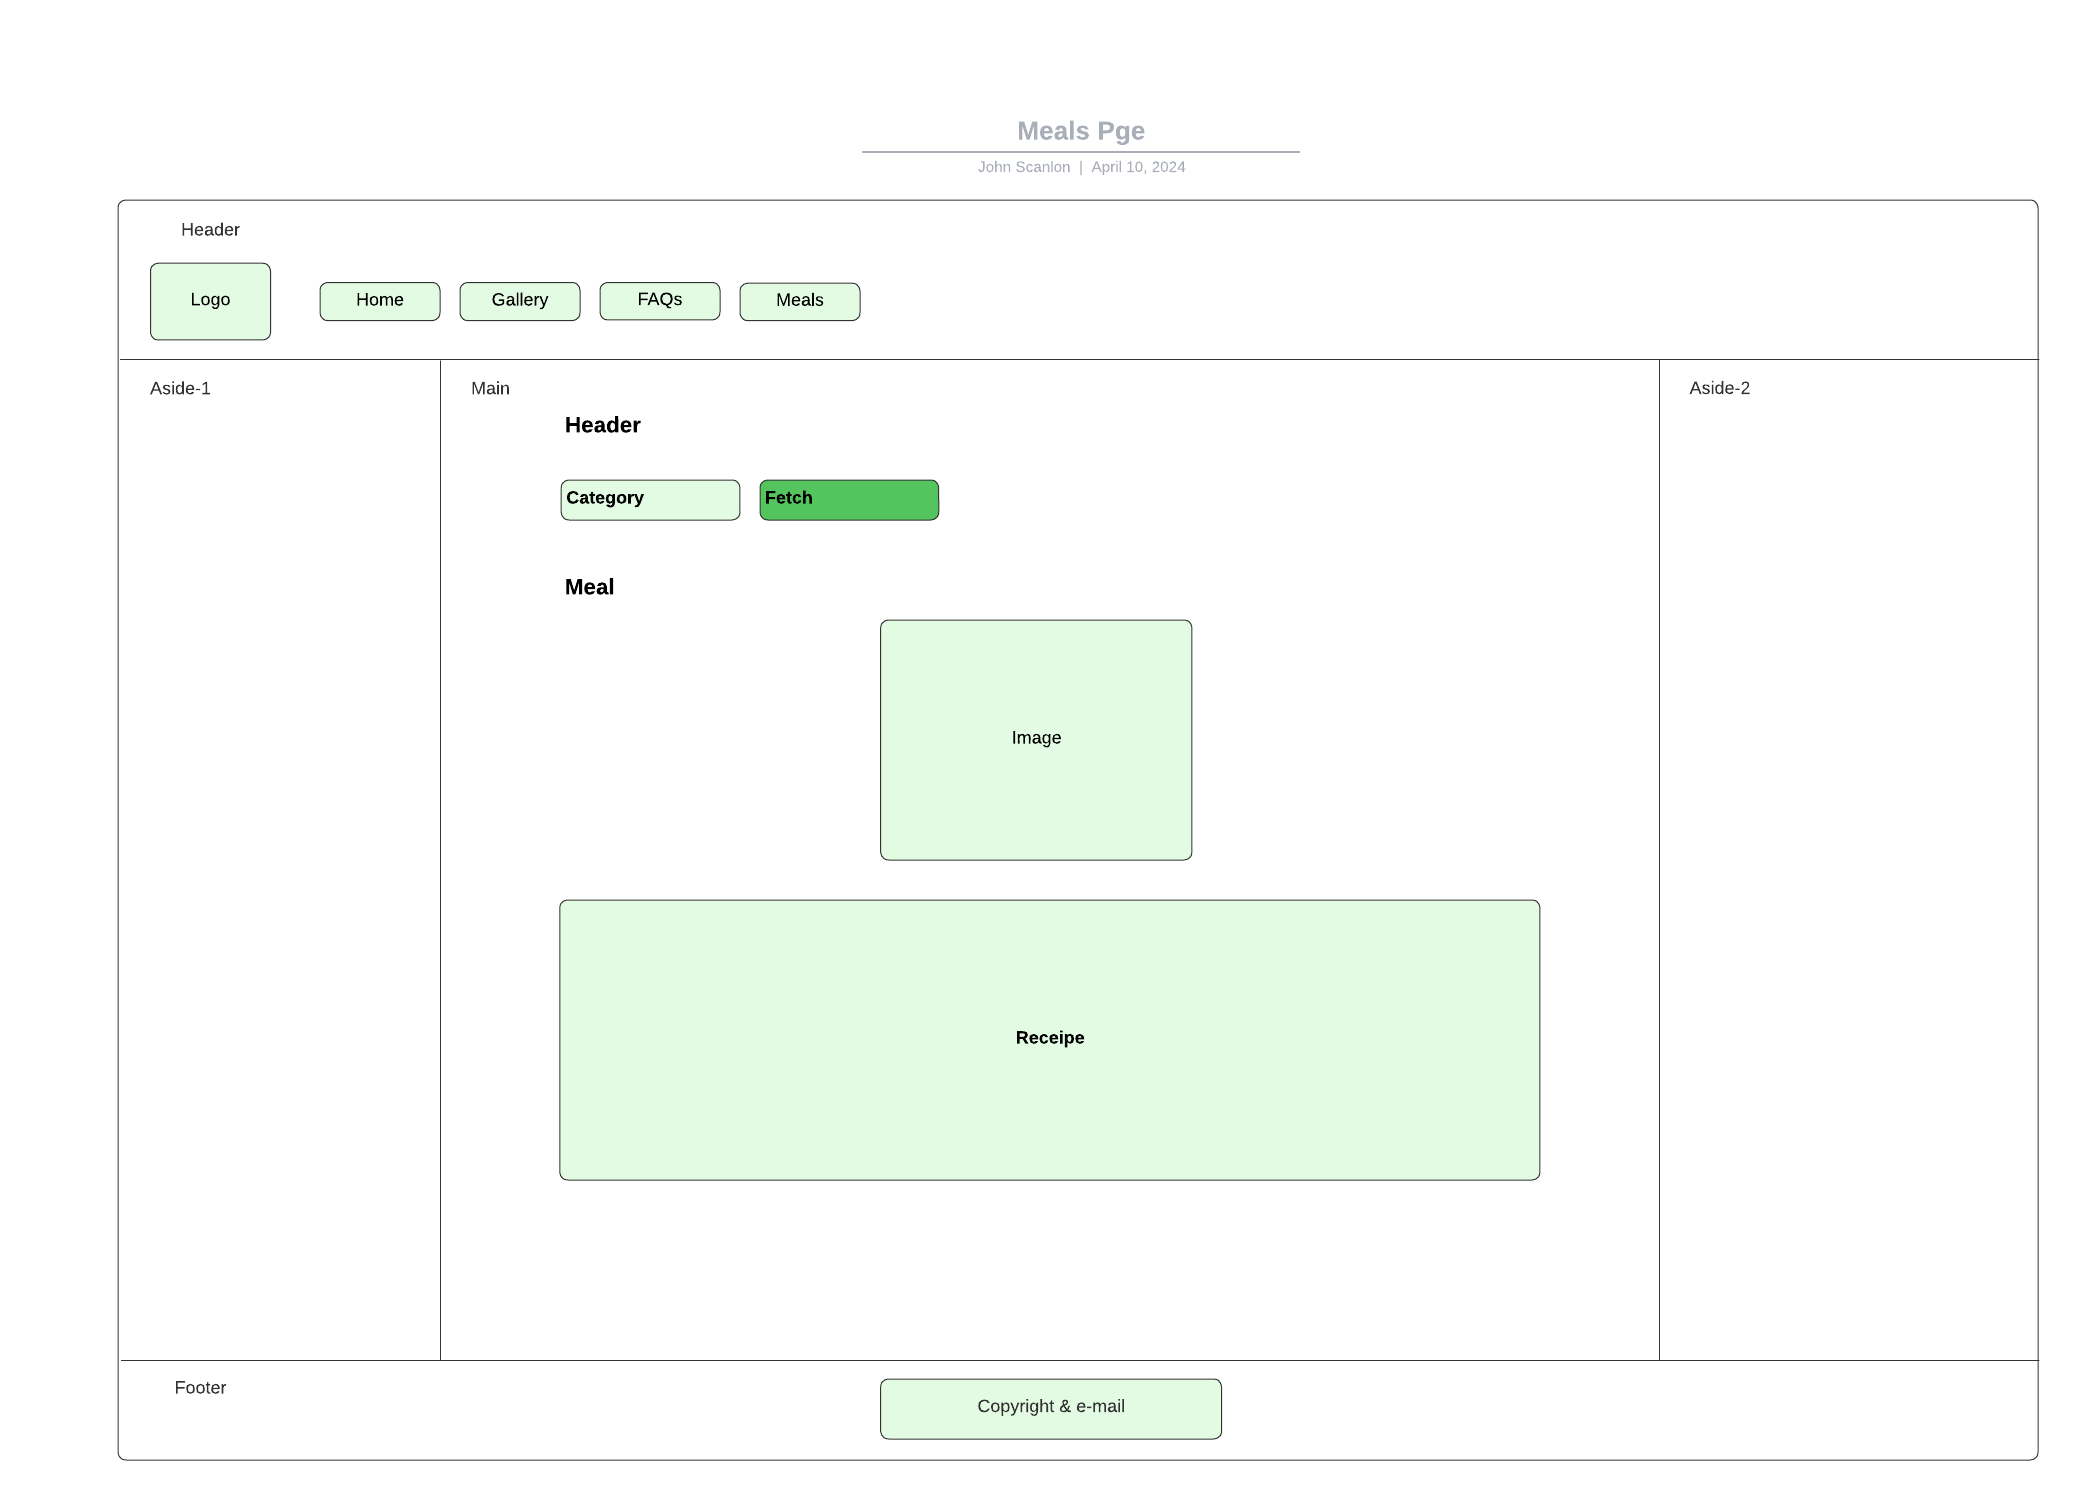 Meals Pge
John Scanlon | April 10, 2024
Header
Logo
Home
Gallery
FAQs
Meals
Aside-1
Main
Aside-2
Header
Category
Fetch
Meal
Image
Receipe
Footer
Copyright & e-mail